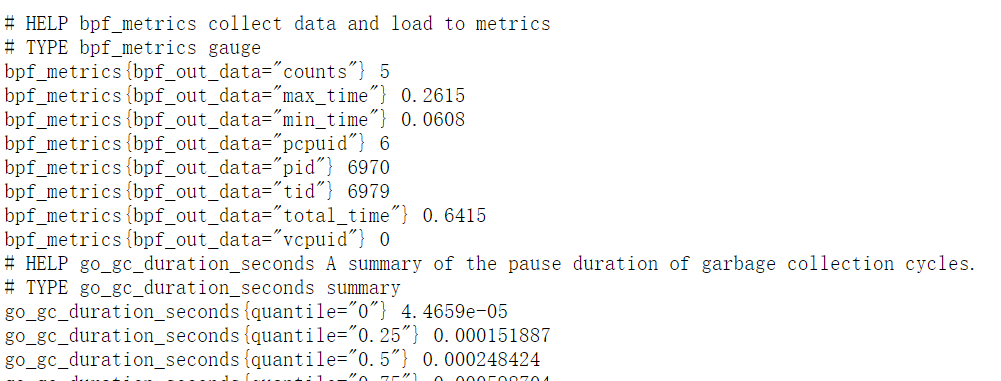 # HELP bpf_metrics collect data and load to metrics
# TYPE bpf_metrics gauge
bpf_metrics{bpf_out_data="counts"} 5
bpf_metrics{bpf_out_data="max_time"} 0.2615
bpf_metrics{bpf_out_data="min_time"} 0.0608
bpf_metrics{bpf_out_data="pcpuid"} 6
bpf_metrics{bpf_out_data="pid"} 6970
bpf_metrics{bpf_out_data="tid"} 6979
bpf_metrics{bpf_out_data="total_time"} 0.6415
bpf_metrics{bpf_out_data="vcpuid"} 0
# HELP go_gc_duration_seconds A summary of the pause duration of garbage collection cycles.
# TYPE go_gc_duration_seconds summary
go_gc_duration_seconds{quantile="0"} 4.4659e-05
go_gc_duration_seconds{quantile="0.25"} 0.000151887
go_gc_duration_seconds{quantile="0.5"} 0.000248424
go_gc_duration_seconds{quantile="0.75"}